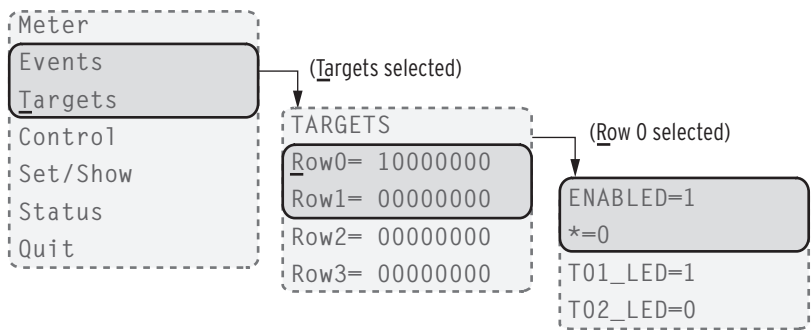 Meter
Events
Targets
Control
Set/Show
Status
Quit
(Targets selected)
TARGETS
Row0= 10000000
Row1= 00000000
Row2= 00000000
Row3= 00000000
(Row 0 selected)
ENABLED=1
*=0
T01_LED=1
T02_LED=0